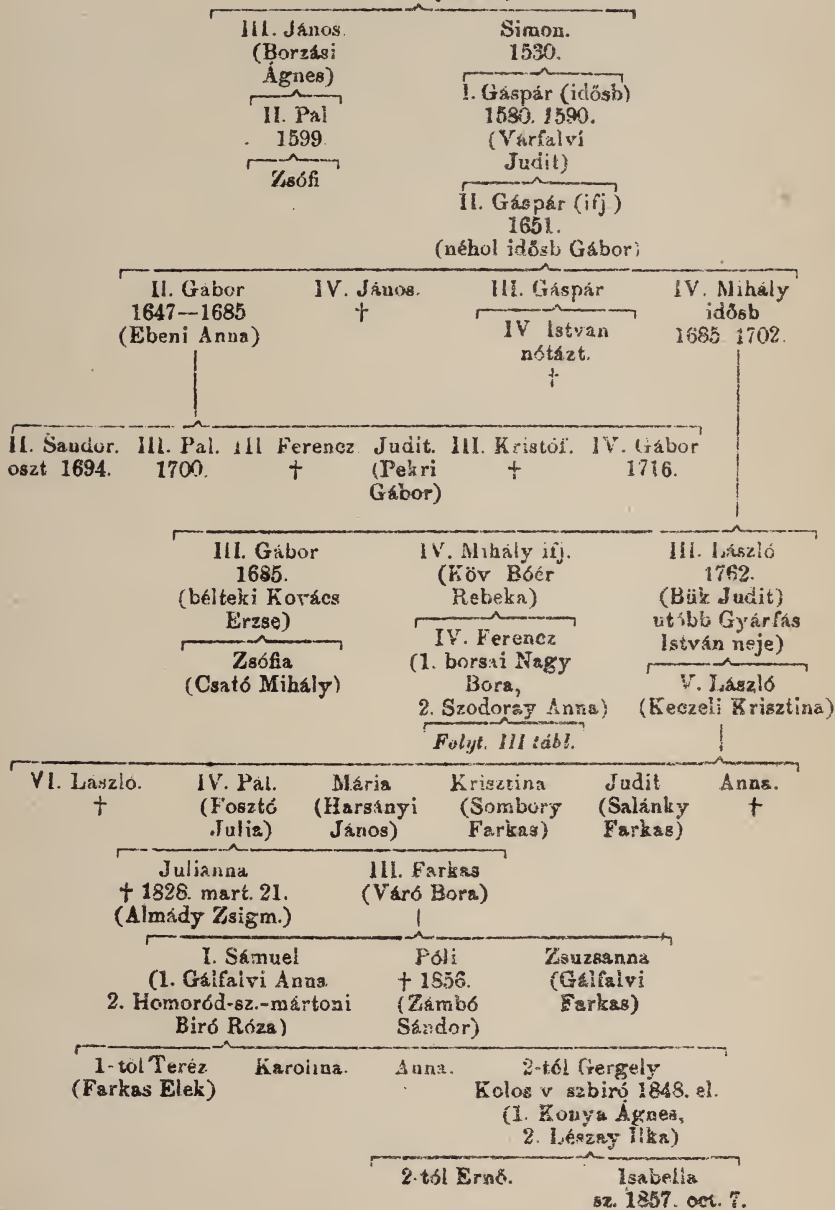 III. János. Simon.
(Borzási 1530.
Ágnes) I. Gáspár (idősb)
II. Pal 1580. 1590.
1599. (Várfalvi
Zsófi Judit)
II. Gáspár (ifj.)
1651.
(néhol idősb Gábor)
II. Gábor IV. János. III. Gáspár IV. Mihály
1647—1685 † IV István idősb
(Ebeni Anna) nótázt. 1685 1702.
†
II. Sandor. III. Pal. III Ferencz Judit. III. Kristóf. IV. Gábor
oszt 1694. 1700. † (Pekri † 1716.
Gábor)
III. Gábor IV. Mihály ifj. III. László
1685. (Köv Bóér 1762.
(bélteki Kovács Rebeka) (Bük Judit)
Erzse) IV. Ferencz utóbb Gyárfás
Zsófia (1. borsai Nagy István neje)
(Csató Mihály) Bora, V. László
2. Szodoray Anna) (Keczeli Krisztina)
Folyt. III tábl.
VI. László. IV. Pál. Mária Krisztina Judit Anna.
† (Fosztó (Harsányi (Sombory (Salánky †
Julia) János) Farkas) Farkas)
Julianna III. Farkas
† 1828. mart. 21. (Váró Bora)
(Almády Zsigm.)
I. Sámuel Póli Zsuzsanna
(1. Gálfalvi Anna † 1856. (Gálfalvi
2. Homoród-sz.-mártoni (Zámbó Farkas)
Biró Róza) Sándor)
1-től Teréz Karolina. Anna. 2-tól Gergely
(Farkas Elek) Kolos v szbiró 1848. el.
(1. Konya Ágnes,
2. Lészay Ilka)
2-tól Ernő. Isabella
sz. 1857. oct. 7.